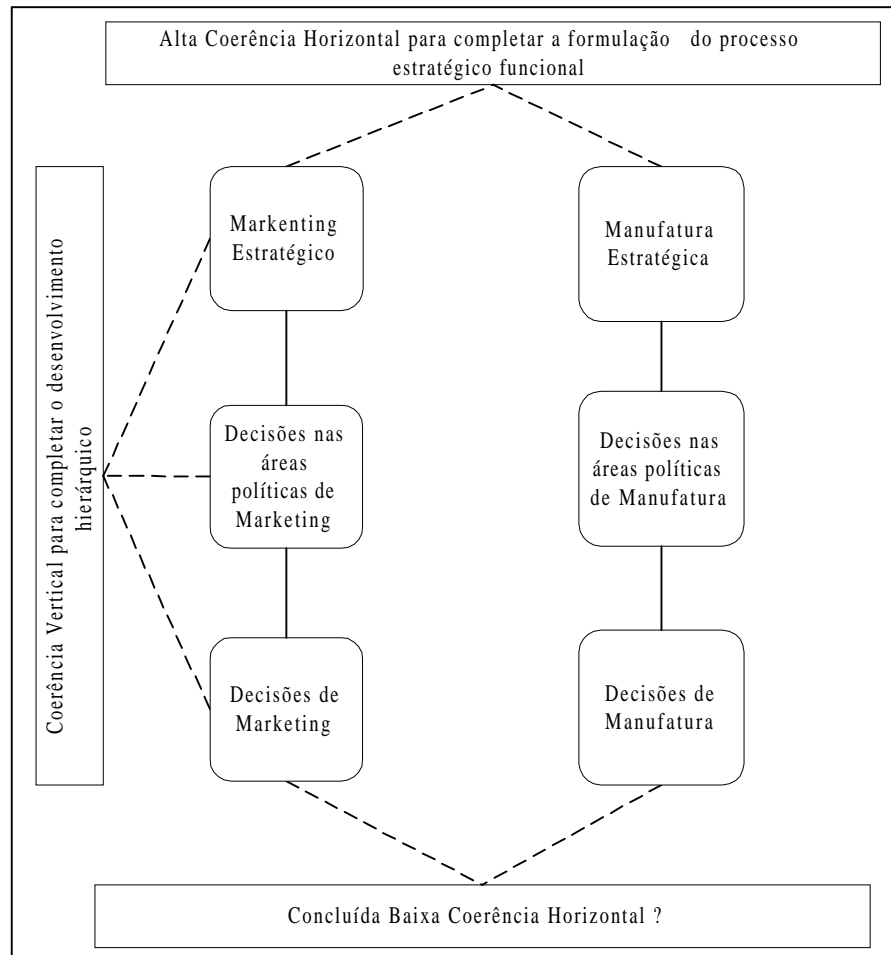 Alta Coerência Horizontal para completar a formulação do processo
estratégico funcional
Coerência Vertical para completar o desenvolvimento
hierárquico
Markenting
Estratégico
Manufatura
Estratégica
Decisões nas
áreas
políticas de
Marketing
Decisões nas
áreas políticas
de Manufatura
Decisões de
Marketing
Decisões de
Manufatura
Concluída Baixa Coerência Horizontal ?